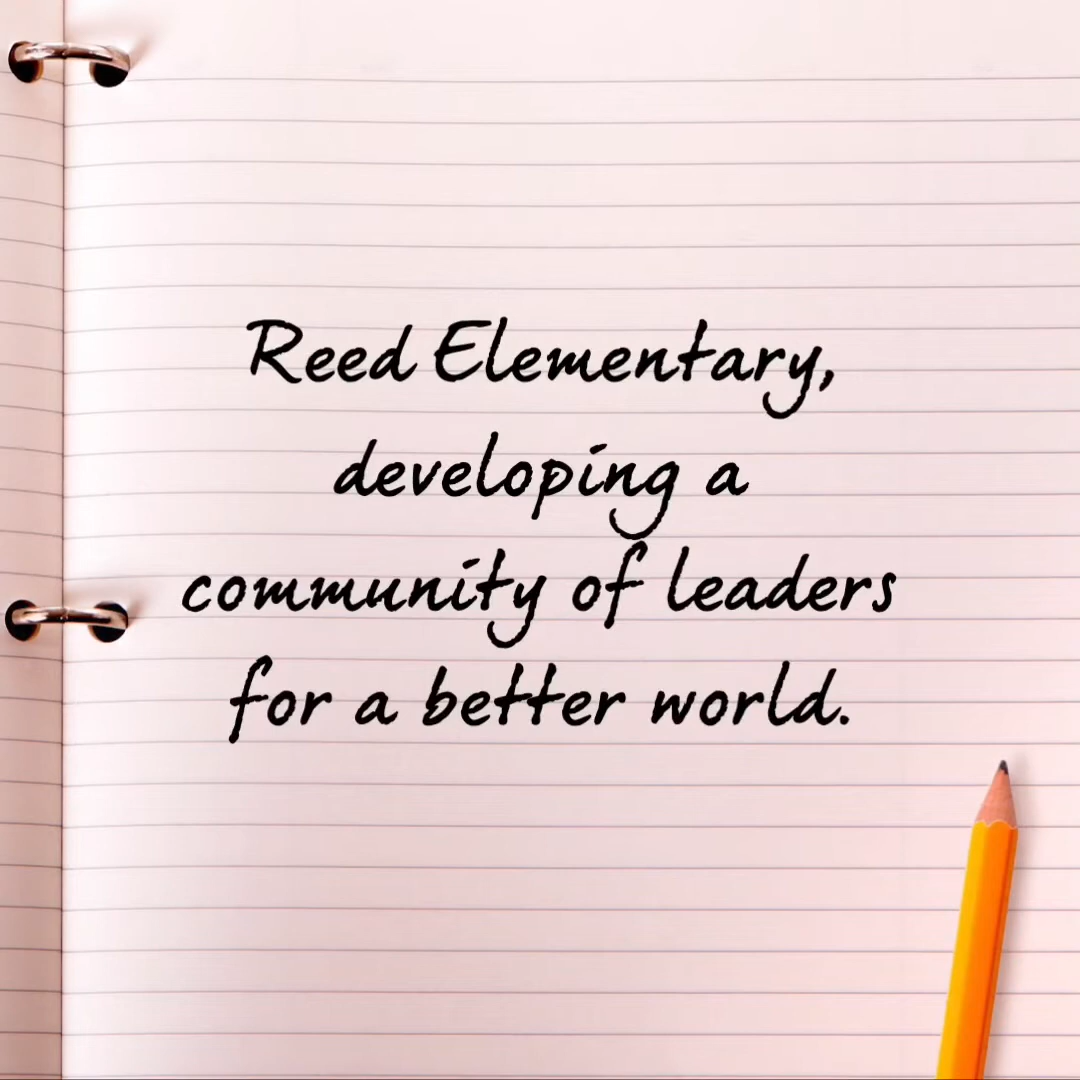 Reed Elementary,
developing a
community of leaders
for a better world.